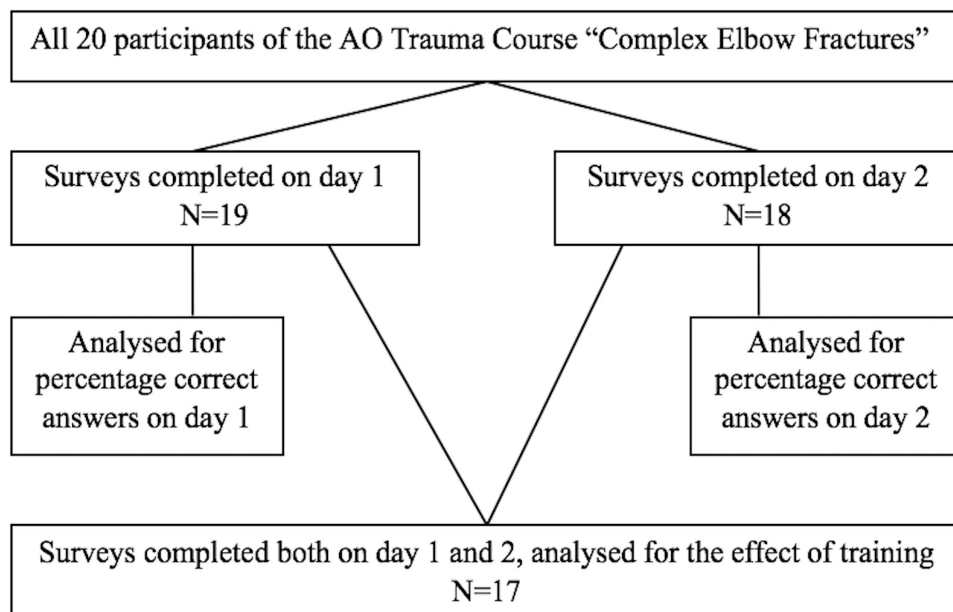 All 20 participants of the AO Trauma Course “Complex Elbow Fractures”
Surveys completed on day 1
N=19
Surveys completed on day 2
N=18
Analysed for
percentage correct
answers on day 1
Analysed for
percentage correct
answers on day 2
Surveys completed both on day 1 and 2, analysed for the effect of training
N=17